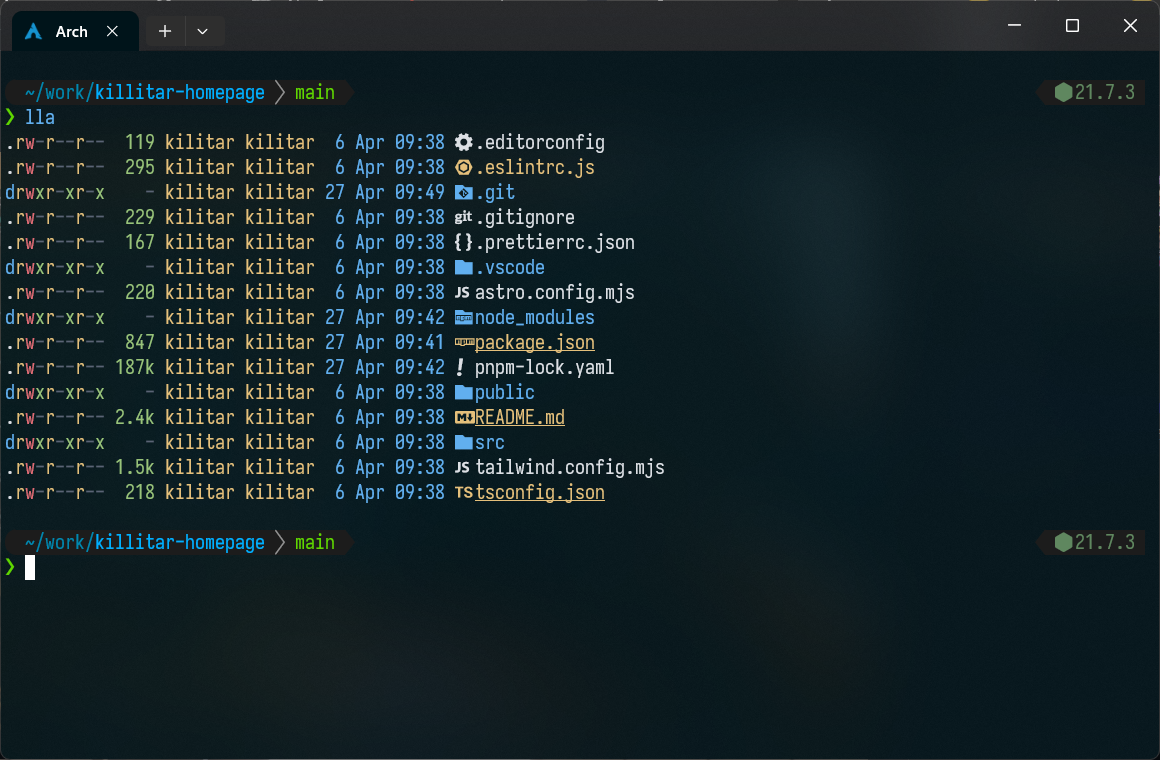 Arch
~/work/killitar-homepage main 21.7.3
❯ lla
.rw-r--r-- 119 kilitar kilitar 6 Apr 09:38 .editorconfig
.rw-r--r-- 295 kilitar kilitar 6 Apr 09:38 .eslintrc.js
drwxr-xr-x - kilitar kilitar 27 Apr 09:49 .git
.rw-r--r-- 229 kilitar kilitar 6 Apr 09:38 git .gitignore
.rw-r--r-- 167 kilitar kilitar 6 Apr 09:38 {} .prettierrc.json
drwxr-xr-x - kilitar kilitar 6 Apr 09:38 .vscode
.rw-r--r-- 220 kilitar kilitar 6 Apr 09:38 JS astro.config.mjs
drwxr-xr-x - kilitar kilitar 27 Apr 09:42 node_modules
.rw-r--r-- 847 kilitar kilitar 27 Apr 09:41 package.json
.rw-r--r-- 187k kilitar kilitar 27 Apr 09:42 ! pnpm-lock.yaml
drwxr-xr-x - kilitar kilitar 6 Apr 09:38 public
.rw-r--r-- 2.4k kilitar kilitar 6 Apr 09:38 README.md
drwxr-xr-x - kilitar kilitar 6 Apr 09:38 src
.rw-r--r-- 1.5k kilitar kilitar 6 Apr 09:38 JS tailwind.config.mjs
.rw-r--r-- 218 kilitar kilitar 6 Apr 09:38 TS tsconfig.json
~/work/killitar-homepage main 21.7.3
❯